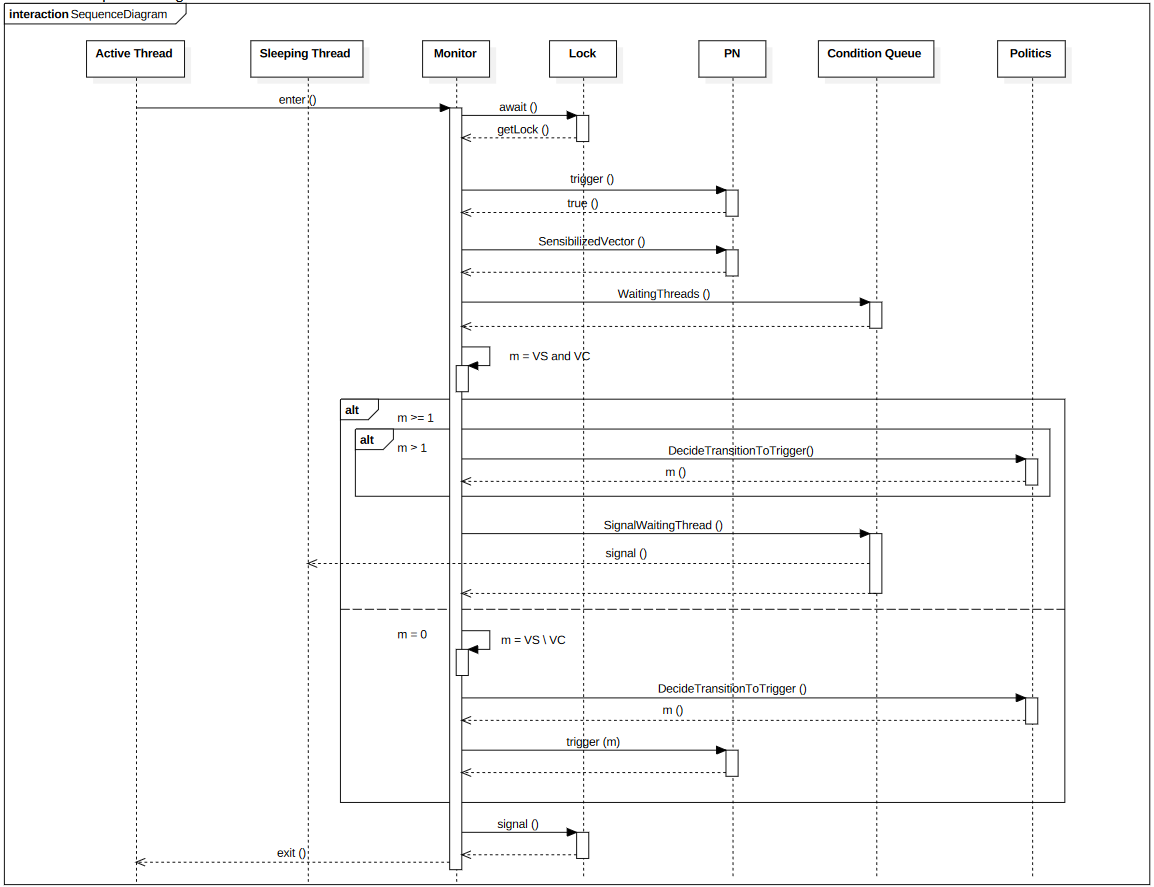 interaction SequenceDiagram
Active Thread
Sleeping Thread
Monitor
Lock
PN
Condition Queue
Politics
enter ()
await ()
getLock ()
trigger ()
true ()
SensibilizedVector ()
WaitingThreads ()
m = VS and VC
alt
m >= 1
alt
m > 1
DecideTransitionToTrigger()
m ()
SignalWaitingThread ()
signal ()
m = 0
m = VS \ VC
DecideTransitionToTrigger ()
m ()
trigger (m)
signal ()
exit ()